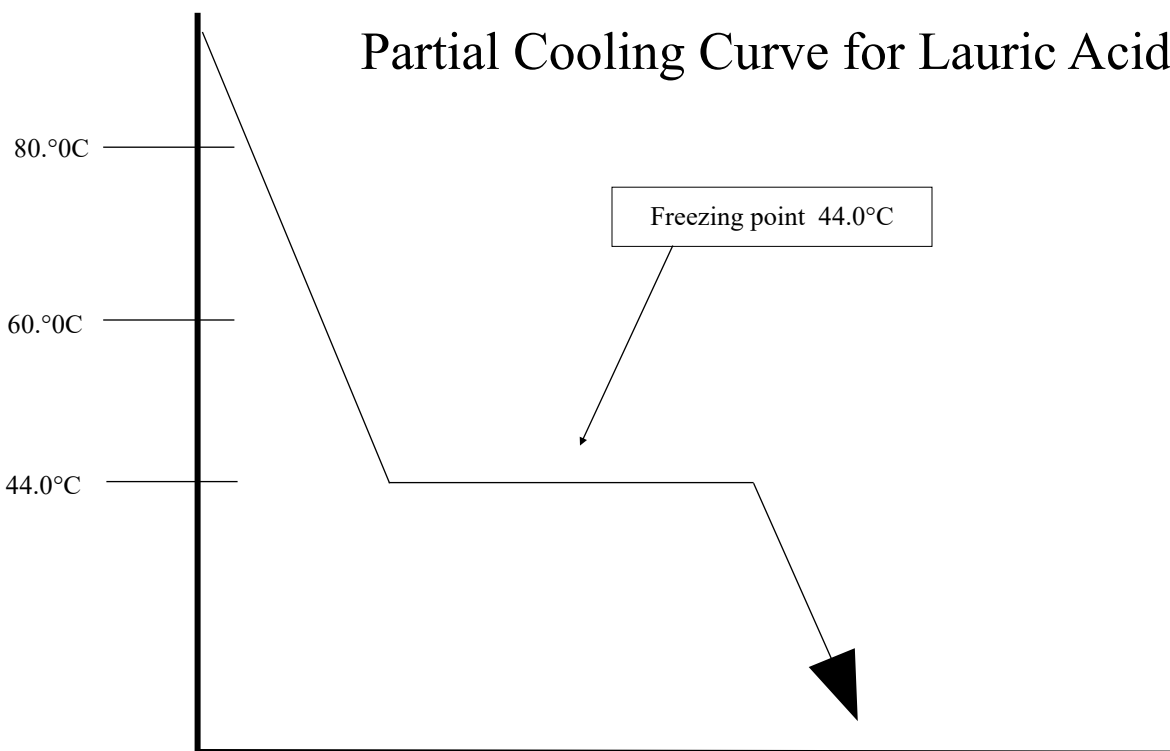 Partial Cooling Curve for Lauric Acid
80.°0C
Freezing point 44.0°C
60.°0C
44.0°C